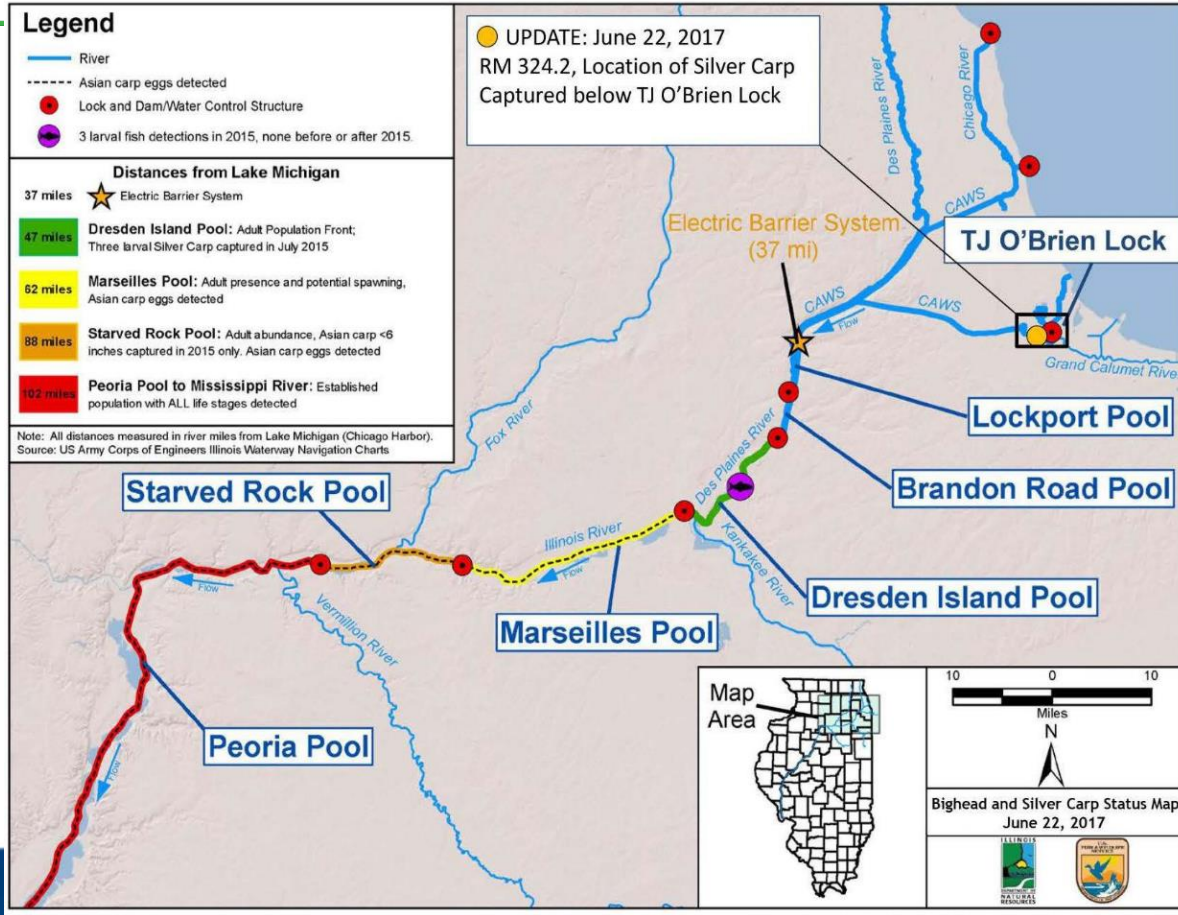 Legend
River
Asian carp eggs detected
Lock and Dam/Water Control Structure
3 larval fish detections in 2015, none before or after 2015.
Distances from Lake Michigan
37 miles Electric Barrier System
47 miles Dresden Island Pool: Adult Population Front;
Three larval Silver Carp captured in July 2015
62 miles Marseilles Pool: Adult presence and potential spawning,
Asian carp eggs detected
88 miles Starved Rock Pool: Adult abundance, Asian carp <6
inches captured in 2015 only. Asian carp eggs detected
102 miles Peoria Pool to Mississippi River: Established
population with ALL life stages detected
Note: All distances measured in river miles from Lake Michigan (Chicago Harbor).
Source: US Army Corps of Engineers Illinois Waterway Navigation Charts
UPDATE: June 22, 2017
RM 324.2, Location of Silver Carp
Captured below TJ O'Brien Lock
Des Plaines River
Chicago River
CAWS
Electric Barrier System
(37 mi)
TJ O'Brien Lock
CAWS
CAWS
Flow
Grand Calumet River
Lockport Pool
Fox River
Des Plaines River
Brandon Road Pool
Starved Rock Pool
Illinois River
Flow
Kankakee River
Dresden Island Pool
Flow
Vermillion River
Marseilles Pool
Peoria Pool
Flow
Map
Area
10 0 10
Miles
N
Bighead and Silver Carp Status Map
June 22, 2017
ILLINOIS
DEPARTMENT OF
NATURAL
RESOURCES
U.S.
FISH & WILDLIFE
SERVICE